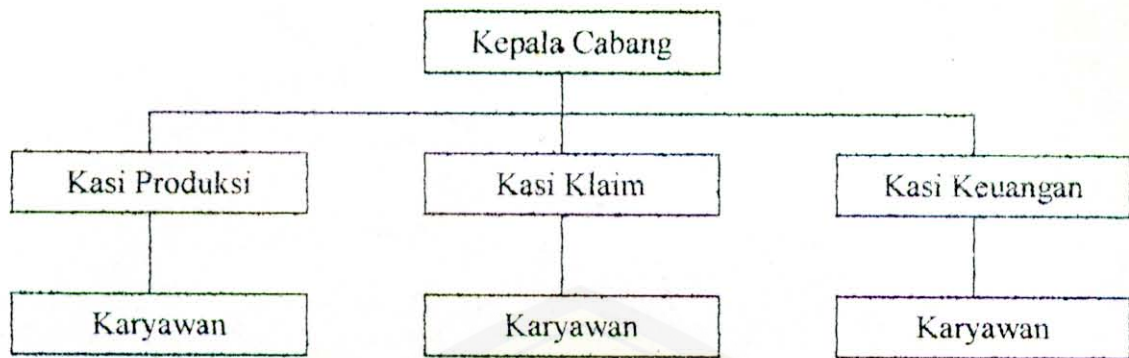 Kepala Cabang
Kasi Produksi
Kasi Klaim
Kasi Keuangan
Karyawan
Karyawan
Karyawan